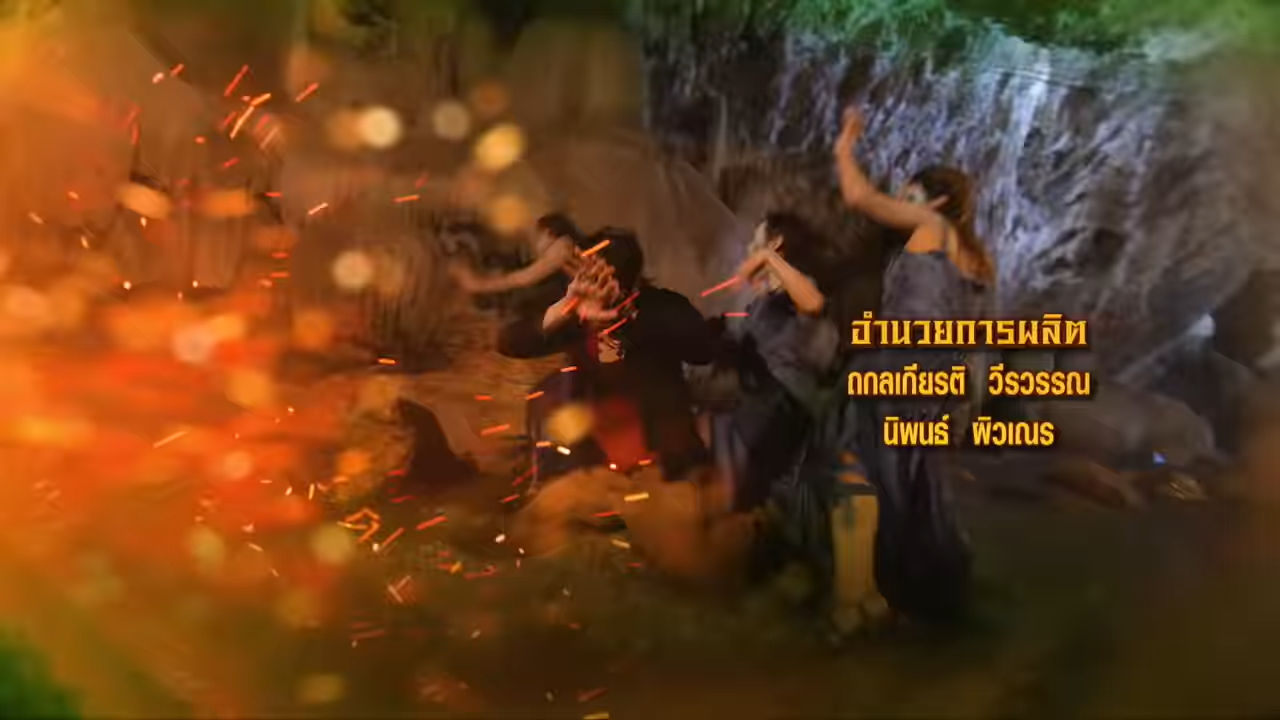 อำนวยการผลิต
ถกลเกียรติ วีรวรรณ
นิพนธ์ ผิวเณร